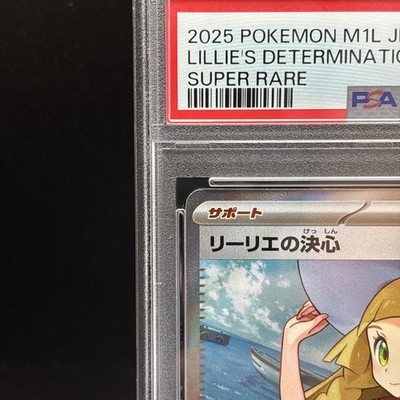 2025 POKEMON M1L
LILLIE'S
SUPER RARE
PSA
サポート
けっ しん
リーリエの決心